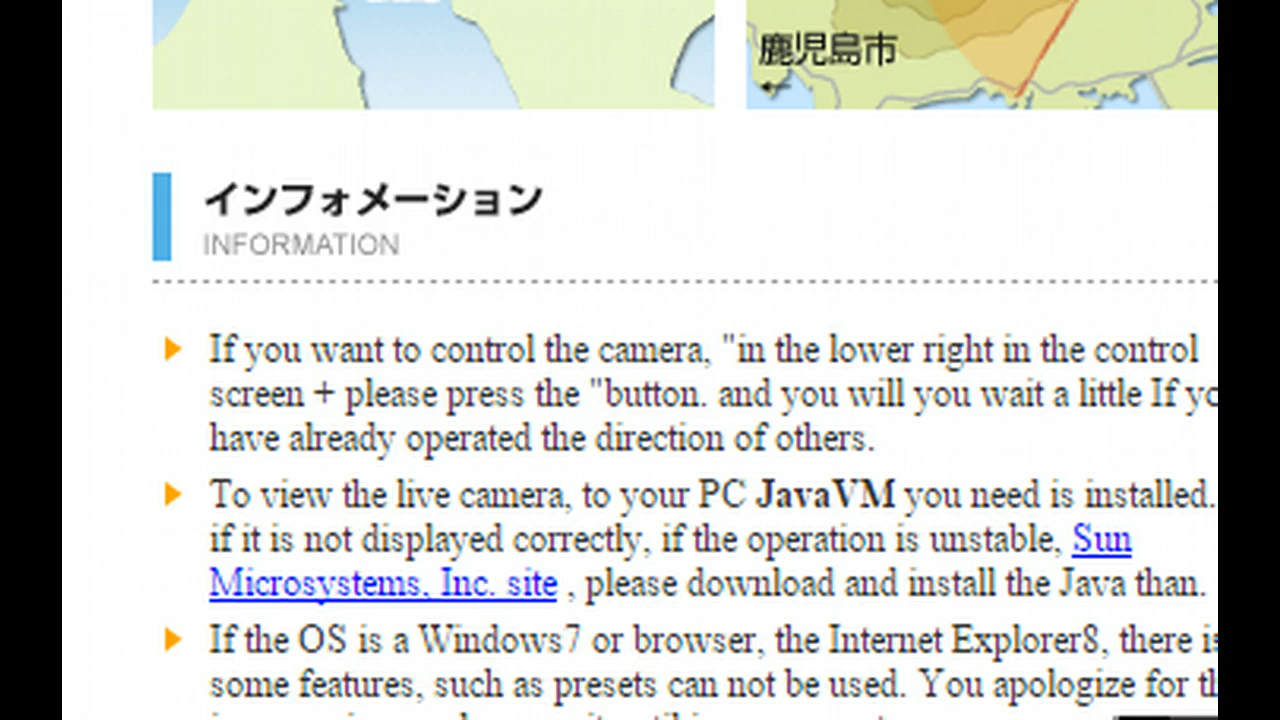 鹿児島市
インフォメーション
INFORMATION
If you want to control the camera, "in the lower right in the control
screen + please press the "button. and you will you wait a little If
have already operated the direction of others.
To view the live camera, to your PC JavaVM you need is installed.
if it is not displayed correctly, if the operation is unstable, Sun
Microsystems, Inc. site , please download and install the Java than.
If the OS is a Windows7 or browser, the Internet Explorer8, there is
some features, such as presets can not be used. You apologize for